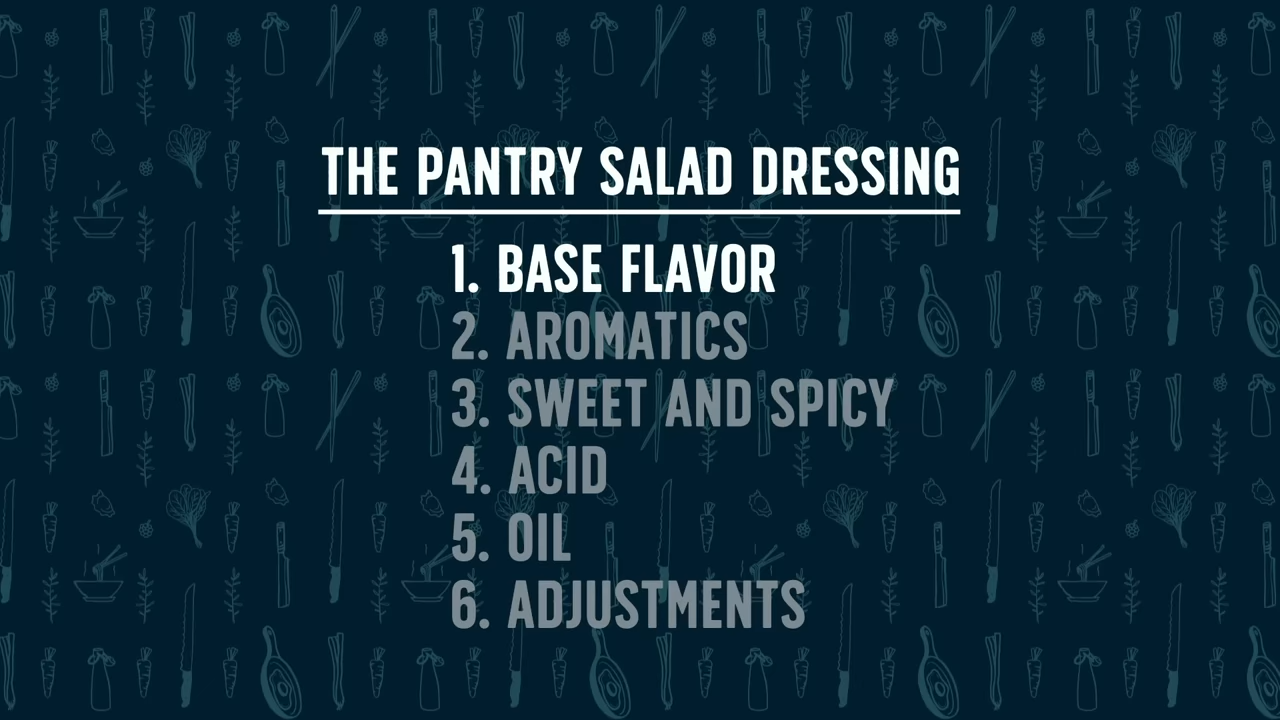 THE PANTRY SALAD DRESSING
1. BASE FLAVOR
2. AROMATICS
3. SWEET AND SPICY
4. ACID
5. OIL
6. ADJUSTMENTS